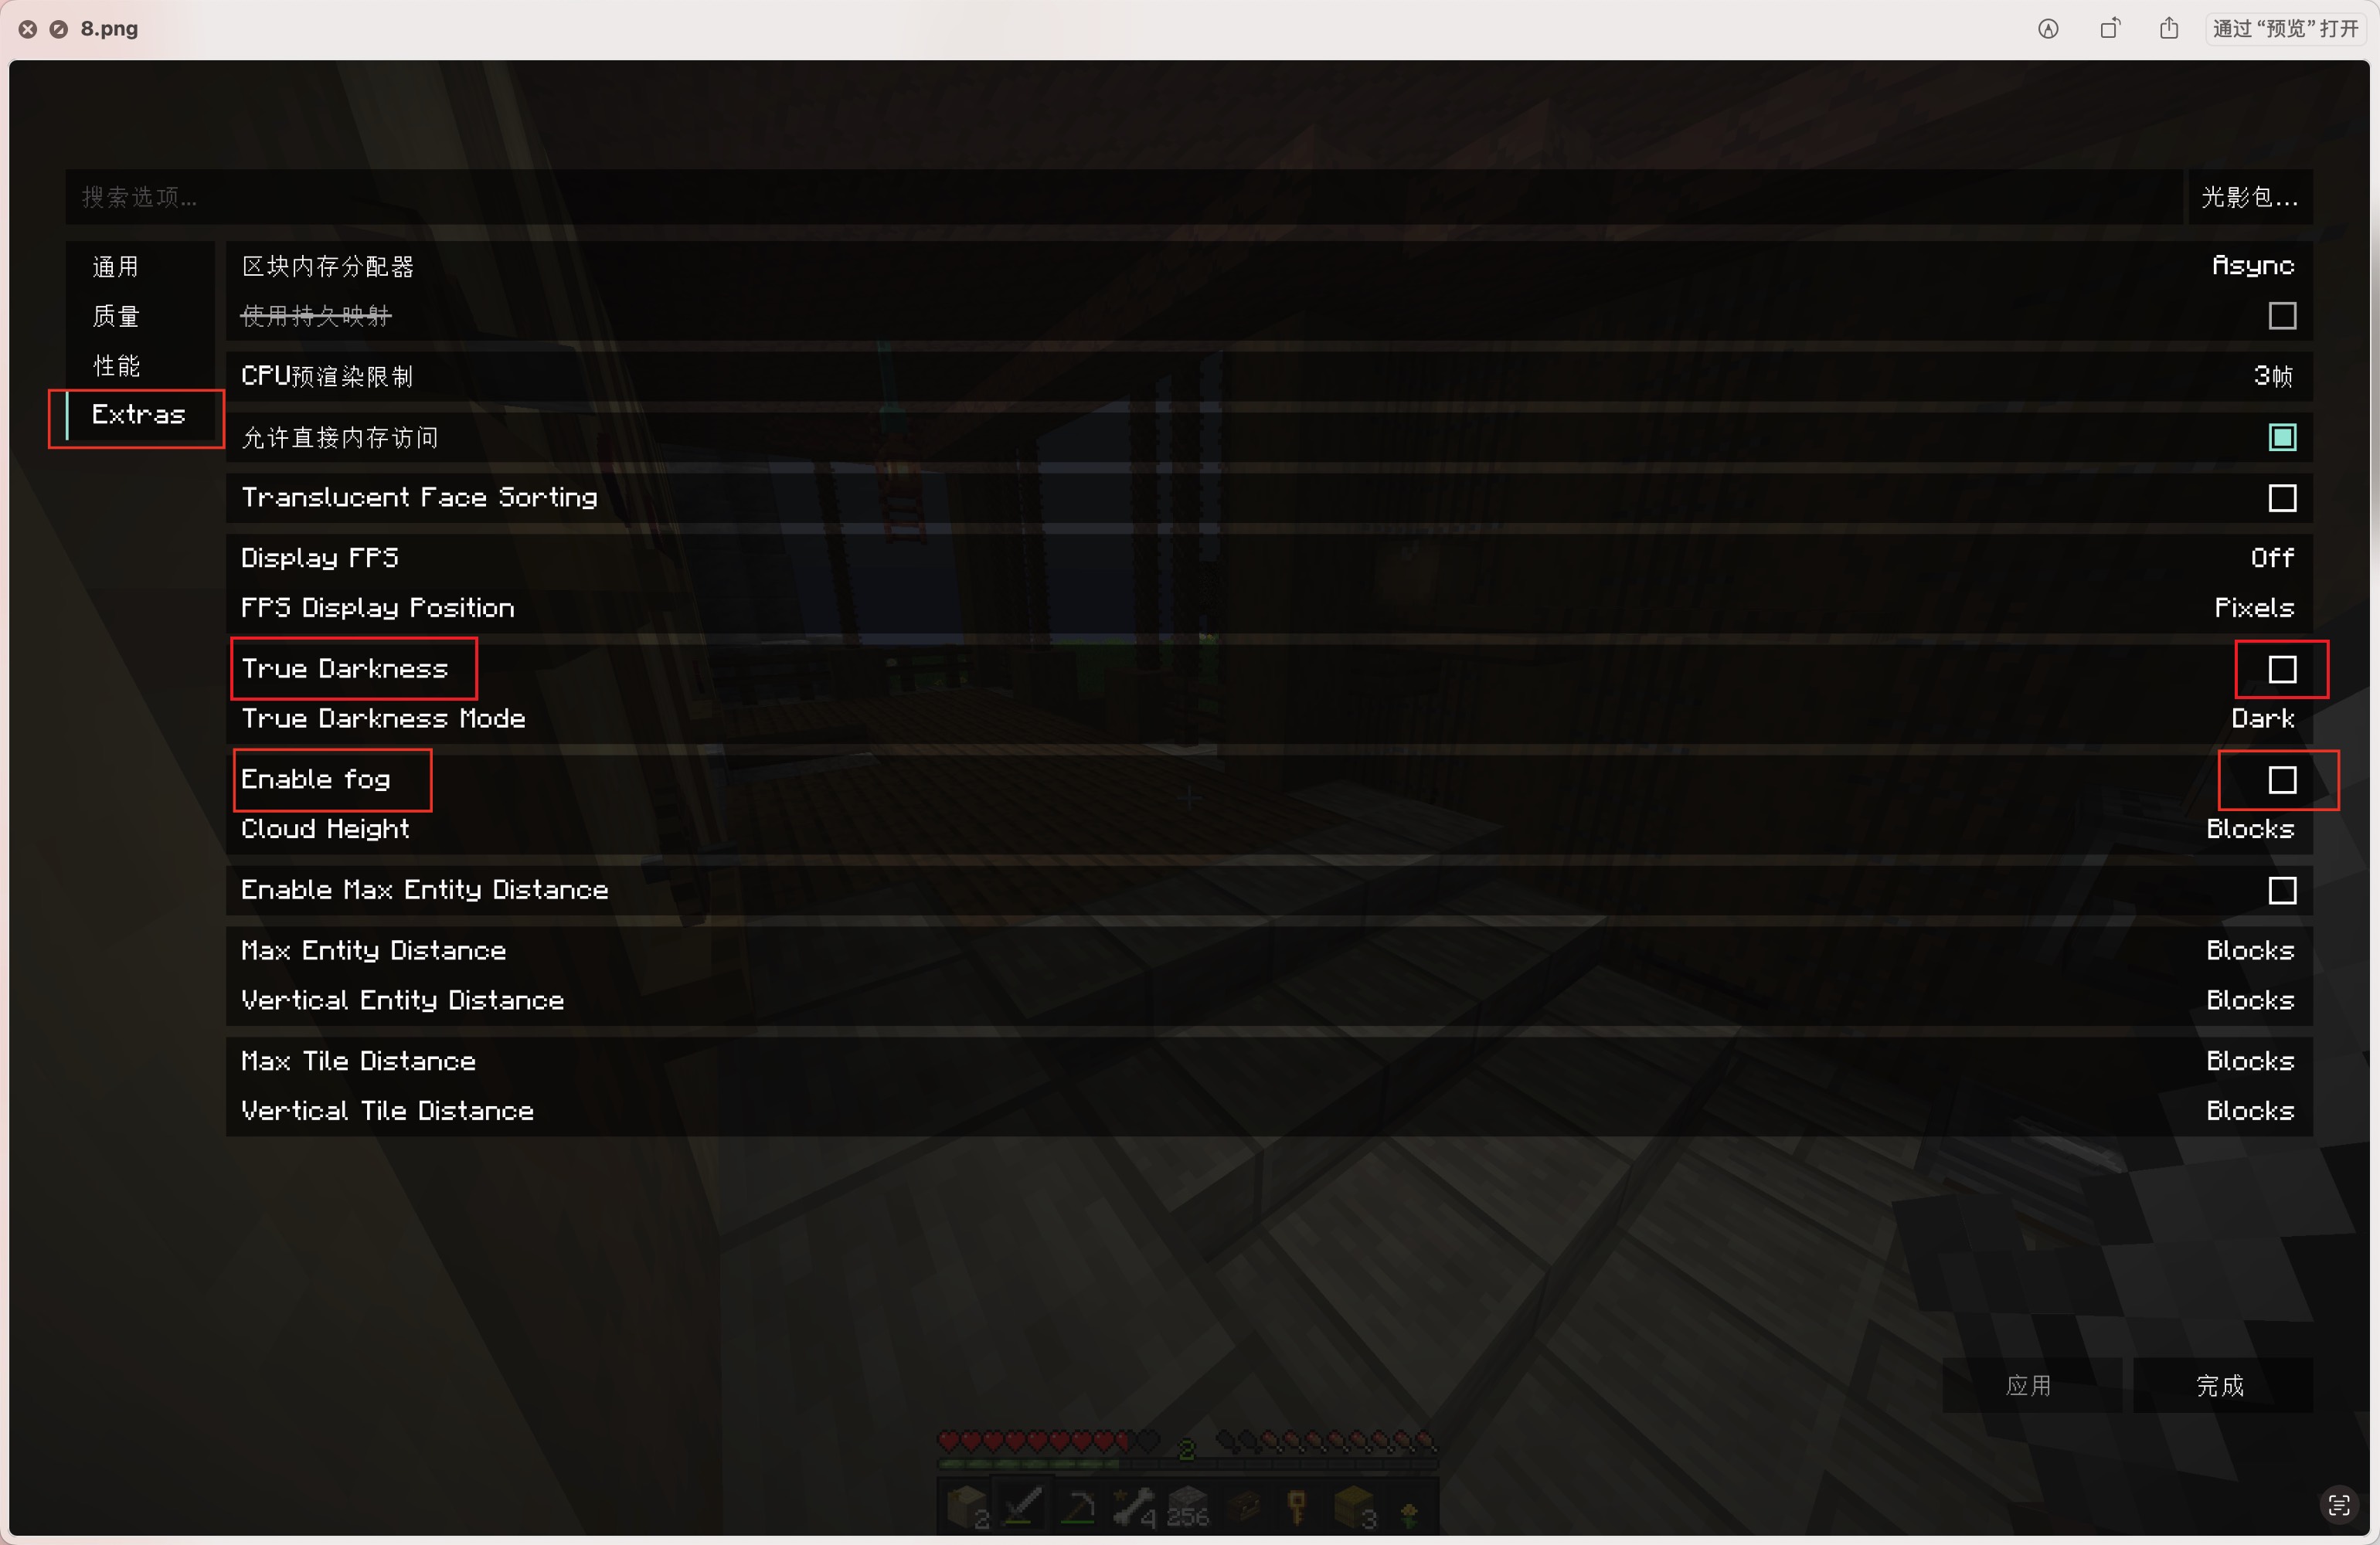 8.png
通过“预览”打开
搜索选项...
光影包...
通用
质量
性能
Extras
区块内存分配器
Async
使用持久映射
CPU预渲染限制
3帧
允许直接内存访问
Translucent Face Sorting
Display FPS
Off
FPS Display Position
Pixels
True Darkness
True Darkness Mode
Dark
Enable fog
Cloud Height
Blocks
Enable Max Entity Distance
Max Entity Distance
Blocks
Vertical Entity Distance
Blocks
Max Tile Distance
Blocks
Vertical Tile Distance
Blocks
应用
完成
2
2
4
256
3